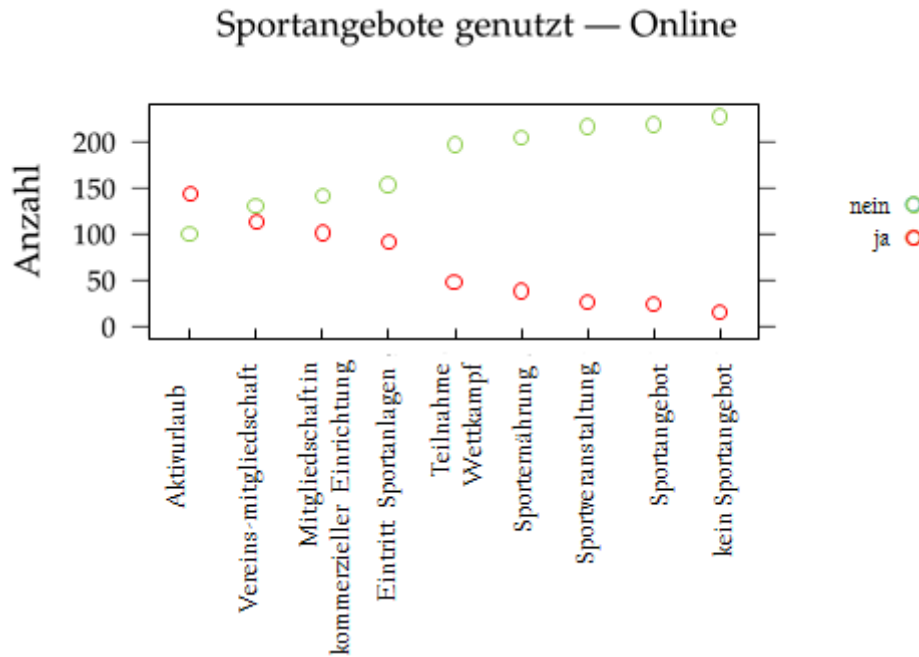 Sportangebote genutzt — Online
Anzahl
200
150
100
50
0
nein
ja
Aktivurlaub
Vereins-mitgliedschaft
Mitgliedschaft in
kommerzieller Einrichtung
Eintritt Sportanlagen
Teilnahme
Wettkampf
Sporternährung
Sportveranstaltung
Sportangebot
kein Sportangebot